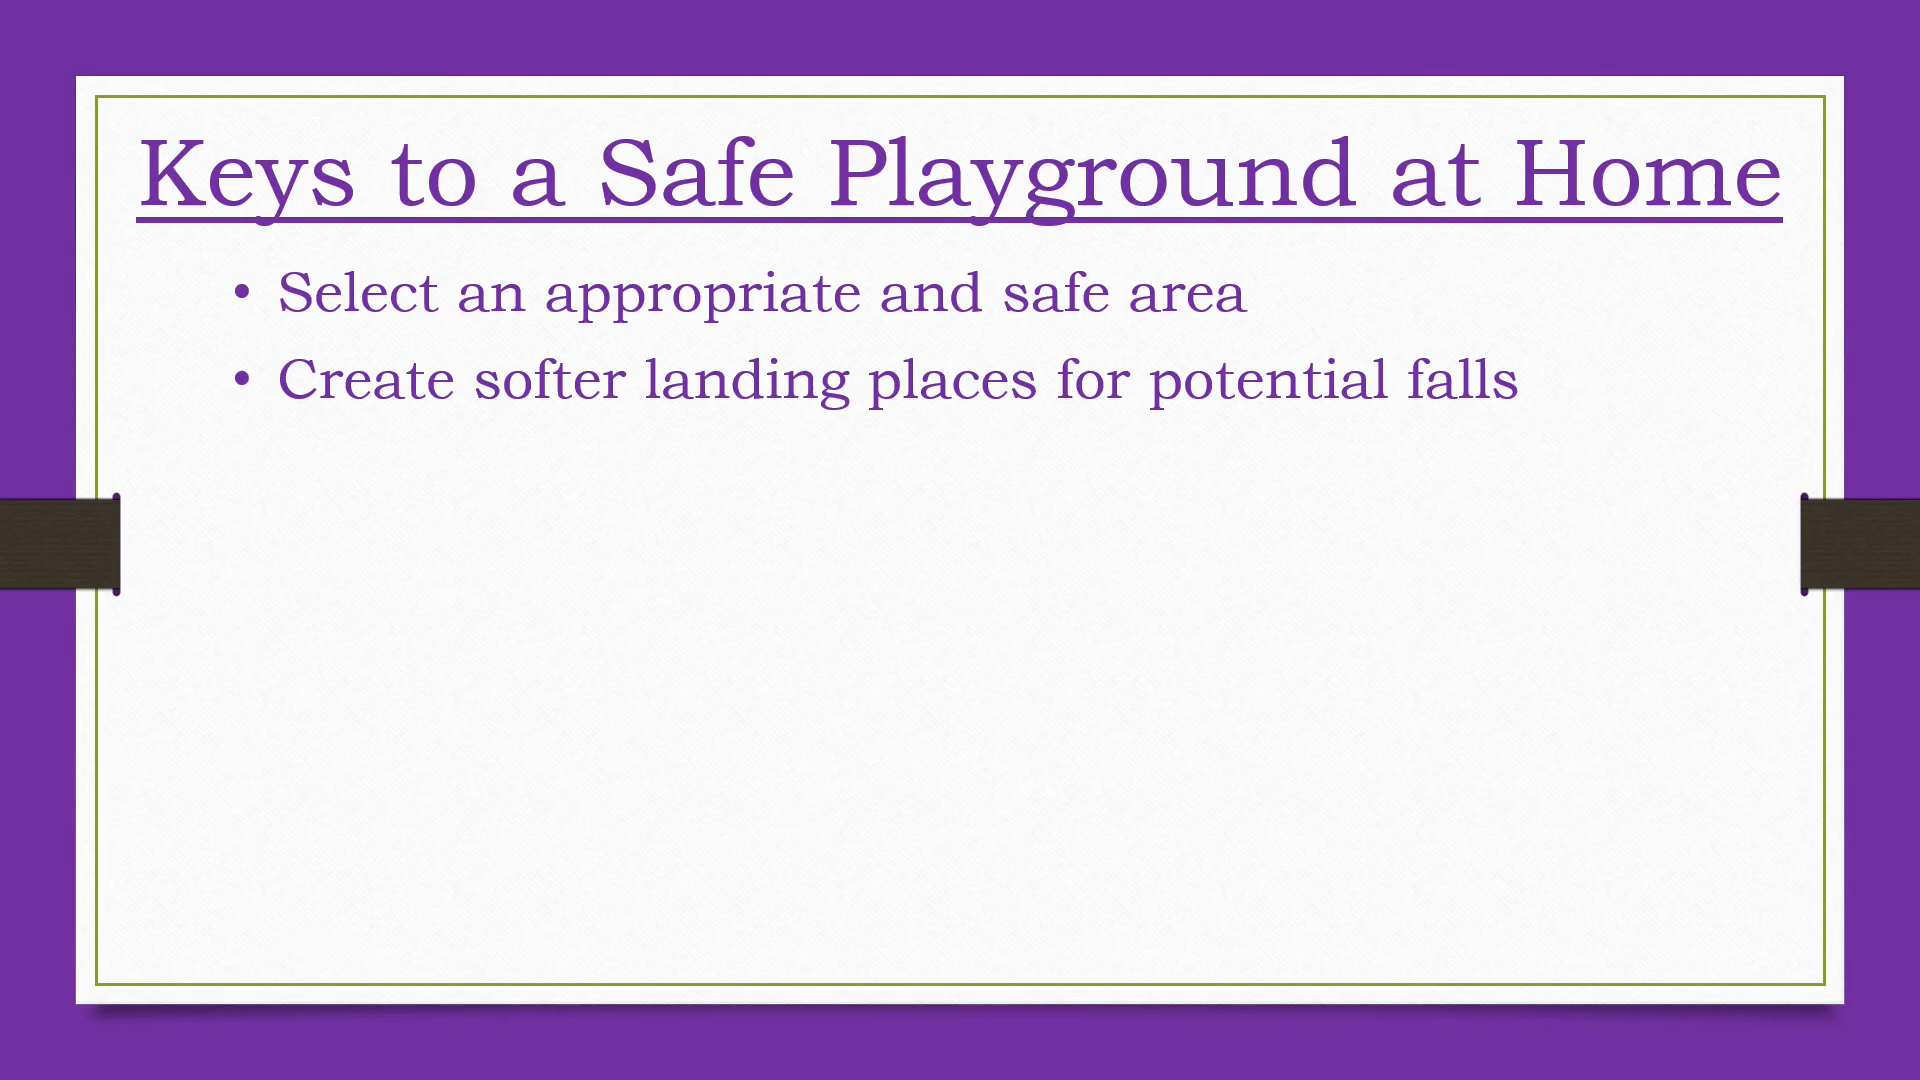 Keys to a Safe Playground at Home
• Select an appropriate and safe area
• Create softer landing places for potential falls